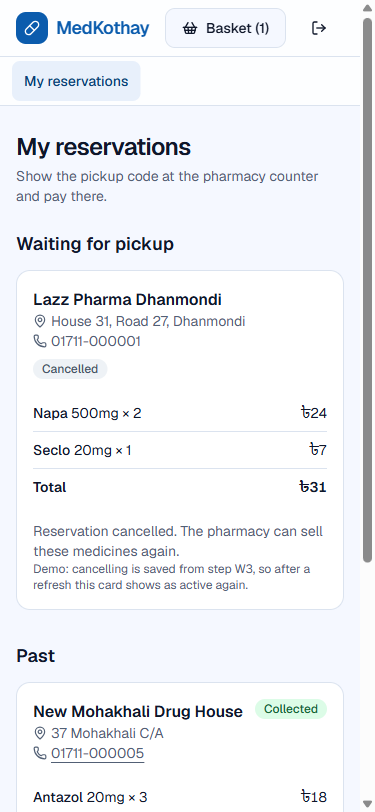 MedKothay
Basket (1)
My reservations
My reservations
Show the pickup code at the pharmacy counter
and pay there.
Waiting for pickup
Lazz Pharma Dhanmondi
House 31, Road 27, Dhanmondi
01711-000001
Cancelled
Napa 500mg × 2 ৳24
Seclo 20mg × 1 ৳7
Total ৳31
Reservation cancelled. The pharmacy can sell
these medicines again.
Demo: cancelling is saved from step W3, so after a
refresh this card shows as active again.
Past
New Mohakhali Drug House Collected
37 Mohakhali C/A
01711-000005
Antazol 20mg × 3 ৳18